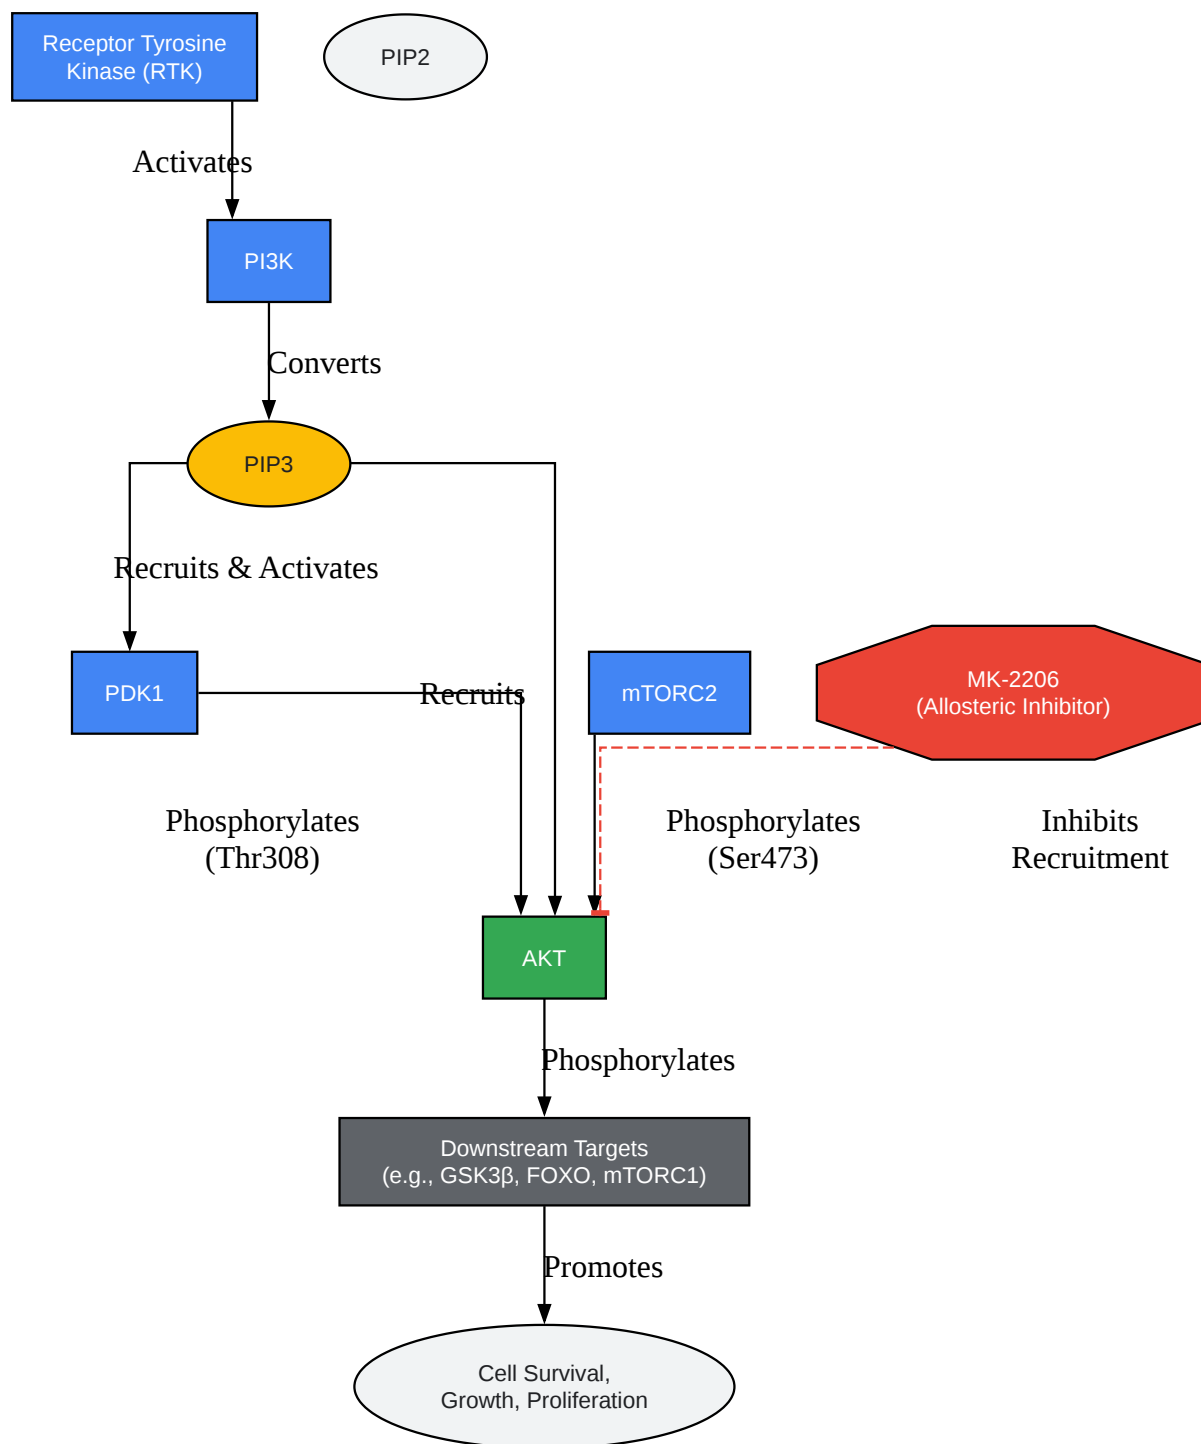 Receptor Tyrosine
Kinase (RTK)
PIP2
Activates
PI3K
Converts
PIP3
Recruits & Activates
PDK1
Recruits
mTORC2
MK-2206
(Allosteric Inhibitor)
Phosphorylates
(Thr308)
Phosphorylates
(Ser473)
Inhibits
Recruitment
AKT
Phosphorylates
Downstream Targets
(e.g., GSK3β, FOXO, mTORC1)
Promotes
Cell Survival,
Growth, Proliferation